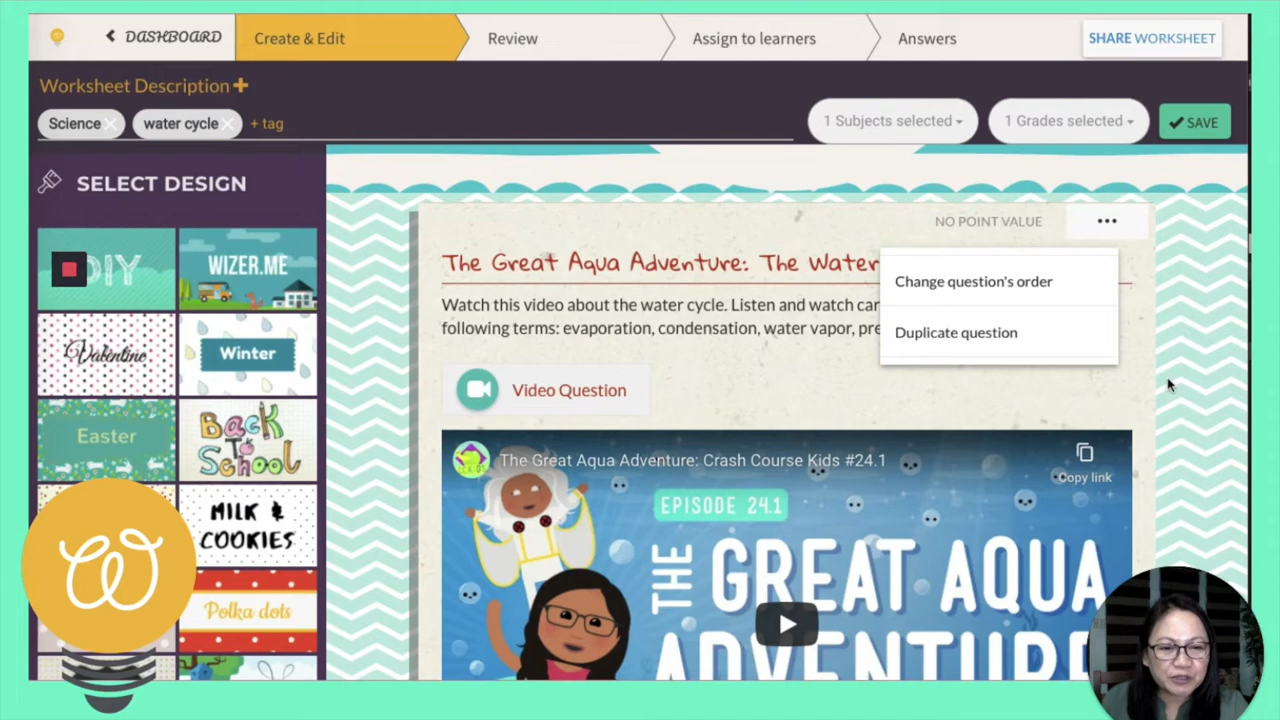 DASHBOARD
Create & Edit
Review
Assign to learners
Answers
SHARE WORKSHEET
Worksheet Description
Science
water cycle
+ tag
1 Subjects selected
1 Grades selected
SAVE
SELECT DESIGN
DIY
WIZER.ME
Valentine
Winter
Easter
Back To School
MILK &
COOKIES
Polka dots
NO POINT VALUE
The Great Aqua Adventure: The Water
Change question's order
Watch this video about the water cycle. Listen and watch car
following terms: evaporation, condensation, water vapor, pre
Duplicate question
Video Question
The Great Aqua Adventure: Crash Course Kids #24.1
Copy link
EPISODE 24.1
THE GREAT AQUA
ADVENTURE
W